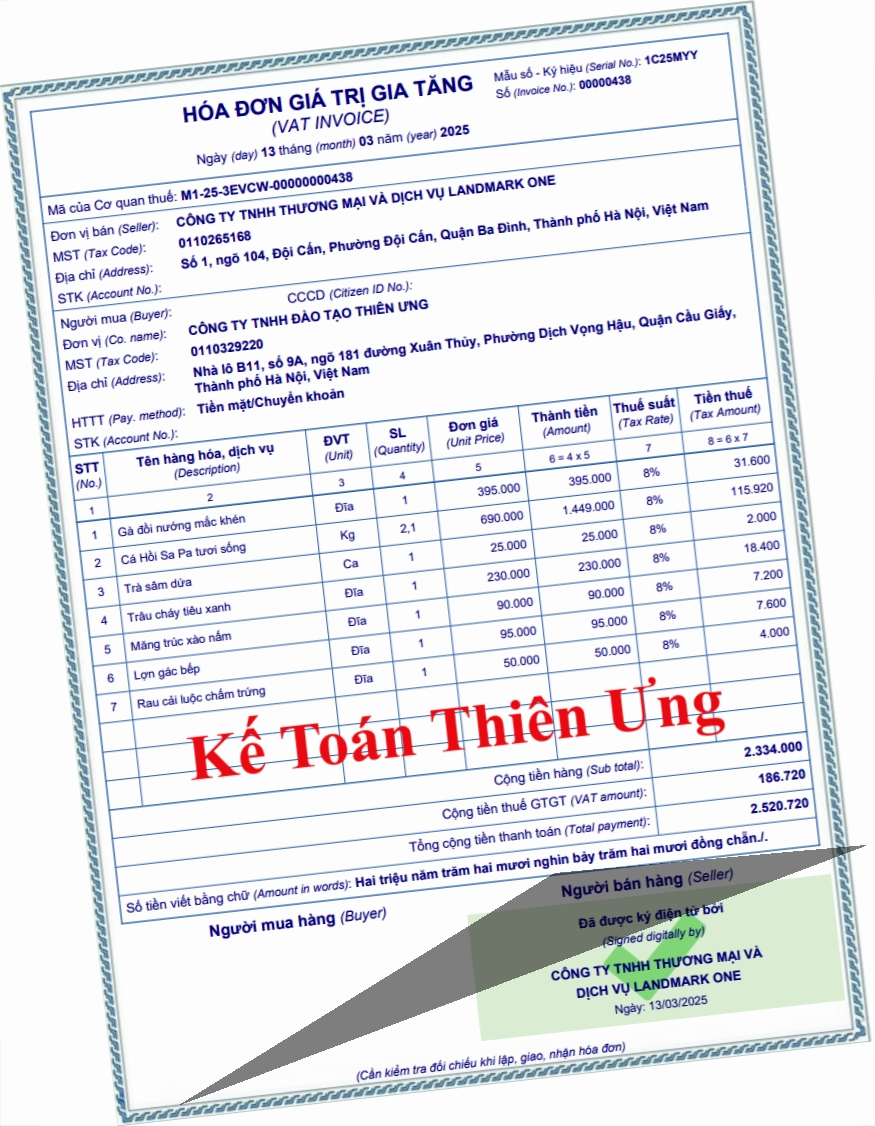 HÓA ĐƠN GIÁ TRỊ GIA TĂNG
(VAT INVOICE)
Ngày (day) 13 tháng (month) 03 năm (year) 2025
Mẫu số - Ký hiệu (Serial No.): 1C25MYY
Số (Invoice No.): 00000438
Mã của Cơ quan thuế: M1-25-3EVCW-00000000438
Đơn vị bán (Seller): CÔNG TY TNHH THƯƠNG MẠI VÀ DỊCH VỤ LANDMARK ONE
MST (Tax Code): 0110265168
Địa chỉ (Address): Số 1, ngõ 104, Đội Cấn, Phường Đội Cấn, Quận Ba Đình, Thành phố Hà Nội, Việt Nam
STK (Account No.):
Người mua (Buyer): CCCD (Citizen ID No.):
Đơn vị (Co. name): CÔNG TY TNHH ĐÀO TẠO THIÊN ƯNG
MST (Tax Code): 0110329220
Địa chỉ (Address): Nhà lô B11, số 9A, ngõ 181 đường Xuân Thủy, Phường Dịch Vọng Hậu, Quận Cầu Giấy,
Thành phố Hà Nội, Việt Nam
HTTT (Pay. method): Tiền mặt/Chuyển khoản
STK (Account No.):
STT (No.) Tên hàng hóa, dịch vụ (Description) ĐVT (Unit) SL (Quantity) Đơn giá (Unit Price) Thành tiền (Amount) Thuế suất (Tax Rate) Tiền thuế (Tax Amount)
1 2 3 4 5 6 = 4 x 5 7 8 = 6 x 7
1 Gà đồi nướng mắc khén Đĩa 1 395.000 395.000 8% 31.600
2 Cá Hồi Sa Pa tươi sống Kg 2,1 690.000 1.449.000 8% 115.920
3 Trà sâm dứa Ca 1 25.000 25.000 8% 2.000
4 Trâu cháy tiêu xanh Đĩa 1 230.000 230.000 8% 18.400
5 Măng trúc xào nấm Đĩa 1 90.000 90.000 8% 7.200
6 Lợn gác bếp Đĩa 1 95.000 95.000 8% 7.600
7 Rau cải luộc chấm trứng Đĩa 1 50.000 50.000 8% 4.000
Kế Toán Thiên Ưng
Cộng tiền hàng (Sub total): 2.334.000
Cộng tiền thuế GTGT (VAT amount): 186.720
Tổng cộng tiền thanh toán (Total payment): 2.520.720
Số tiền viết bằng chữ (Amount in words): Hai triệu năm trăm hai mươi nghìn bảy trăm hai mươi đồng chẵn./.
Người mua hàng (Buyer)
Người bán hàng (Seller)
Đã được ký điện tử bởi
(Signed digitally by)
CÔNG TY TNHH THƯƠNG MẠI VÀ
DỊCH VỤ LANDMARK ONE
Ngày: 13/03/2025
(Cần kiểm tra đối chiếu khi lập, giao, nhận hóa đơn)